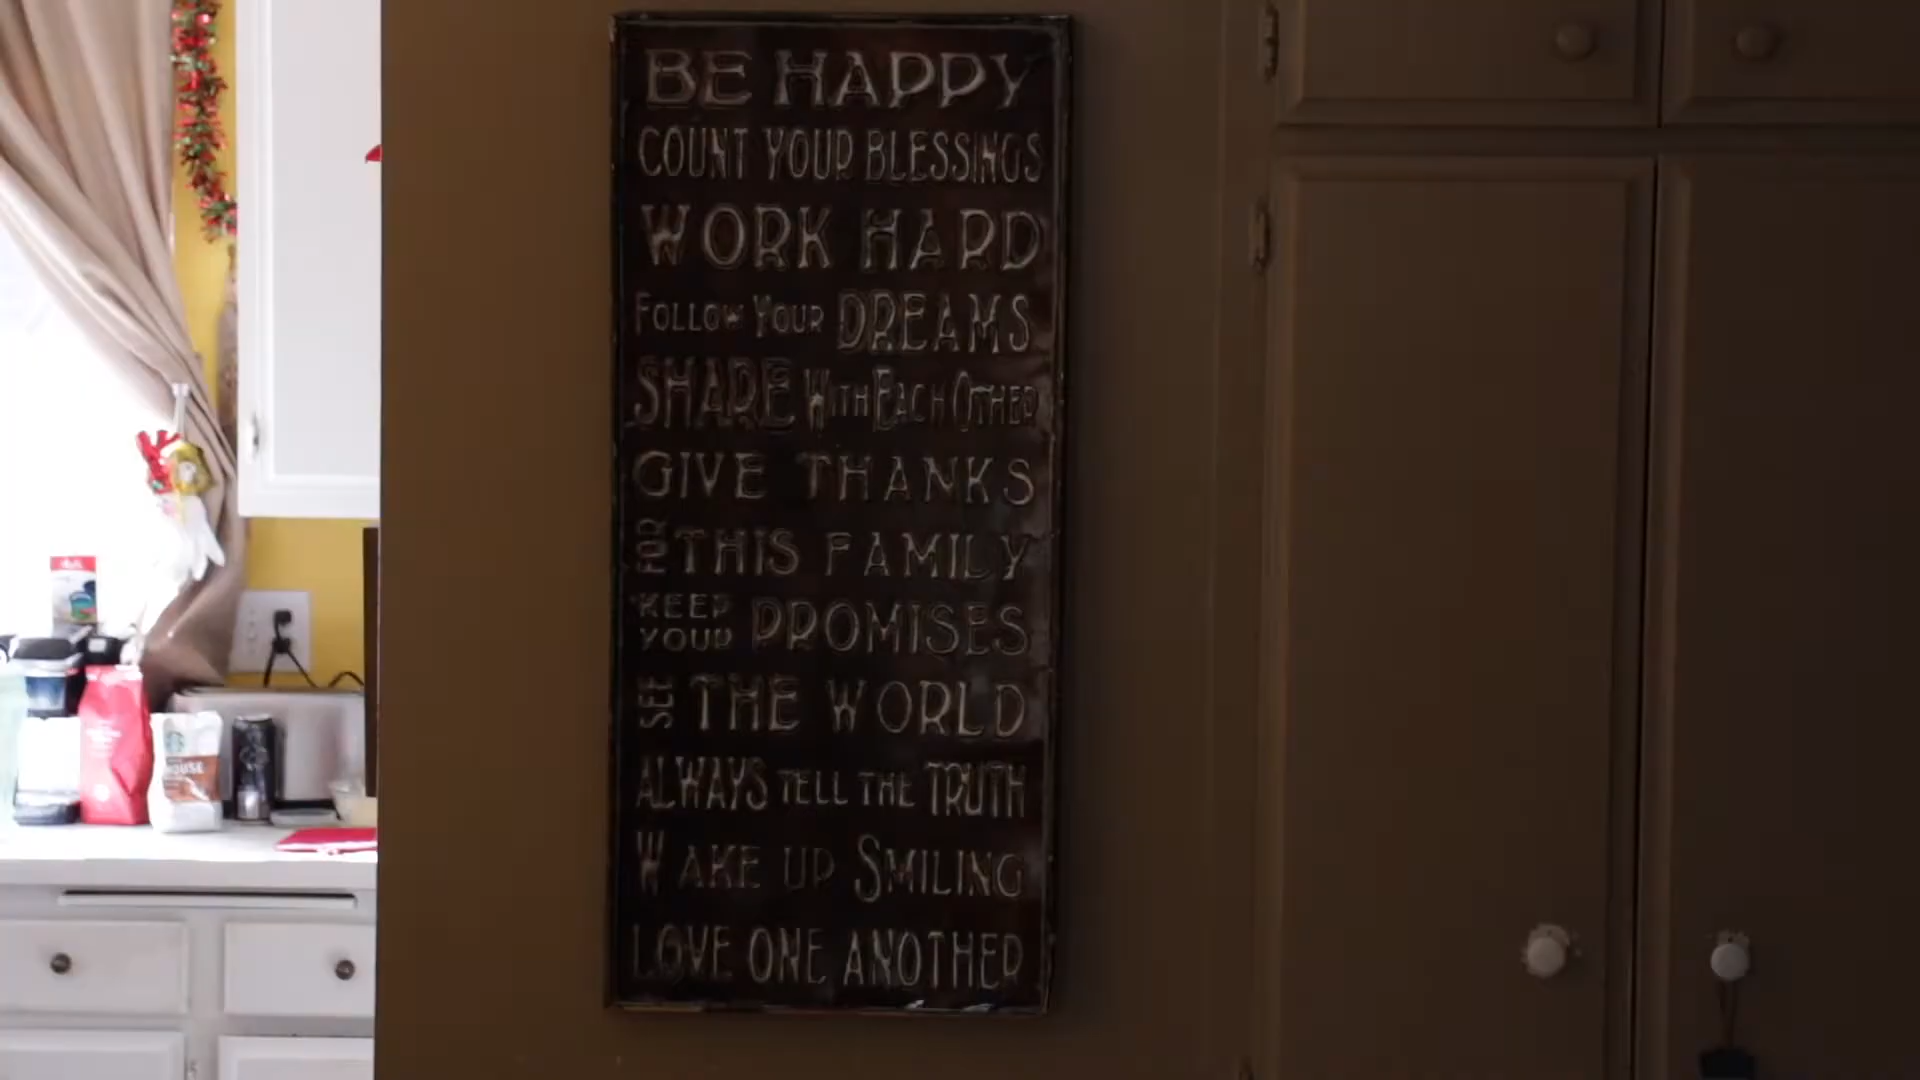 BE HAPPY
COUNT YOUR BLESSINGS
WORK HARD
FOLLOW YOUR DREAMS
SHARE WITH EACH OTHER
GIVE THANKS
FOR THIS FAMILY
KEEP YOUR PROMISES
SEE THE WORLD
ALWAYS TELL THE TRUTH
WAKE UP SMILING
LOVE ONE ANOTHER
HOUSE